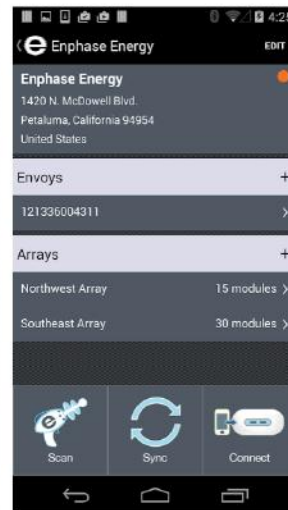 4:25
Enphase Energy
EDIT
Enphase Energy
1420 N. McDowell Blvd.
Petaluma, California 94954
United States
Envoys +
121336004311
Arrays +
Northwest Array 15 modules
Southeast Array 30 modules
Scan
Sync
Connect